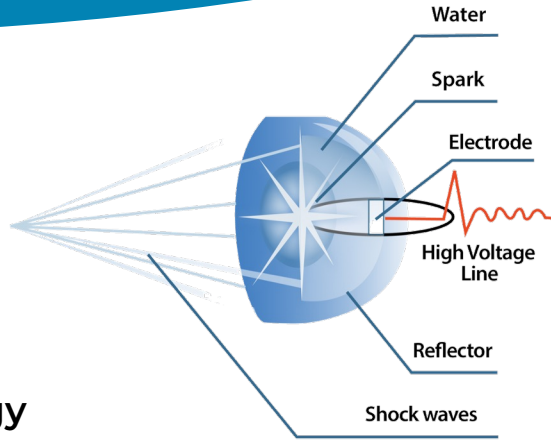 Water
Spark
Electrode
High Voltage
Line
Reflector
Shock waves